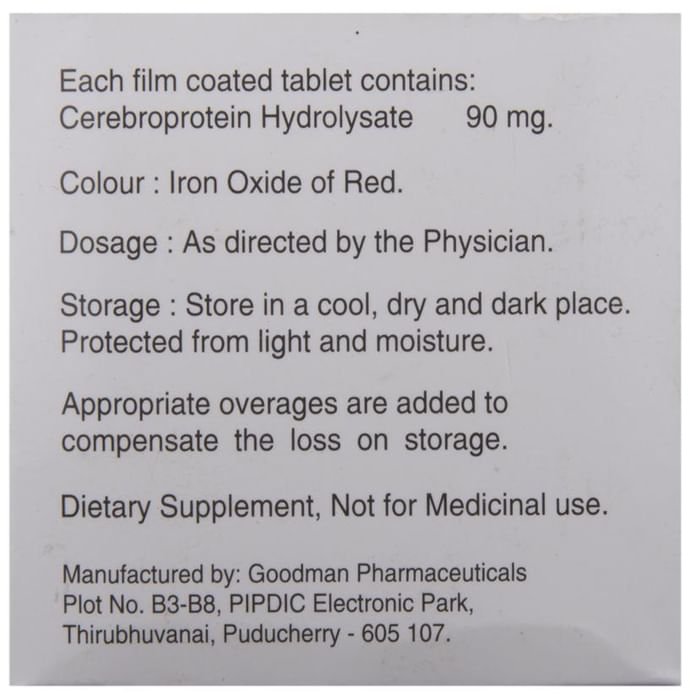 Each film coated tablet contains:
Cerebroprotein Hydrolysate 90 mg.
Colour : Iron Oxide of Red.
Dosage : As directed by the Physician.
Storage : Store in a cool, dry and dark place.
Protected from light and moisture.
Appropriate overages are added to
compensate the loss on storage.
Dietary Supplement, Not for Medicinal use.
Manufactured by: Goodman Pharmaceuticals
Plot No. B3-B8, PIPDIC Electronic Park,
Thirubhuvanai, Puducherry - 605 107.